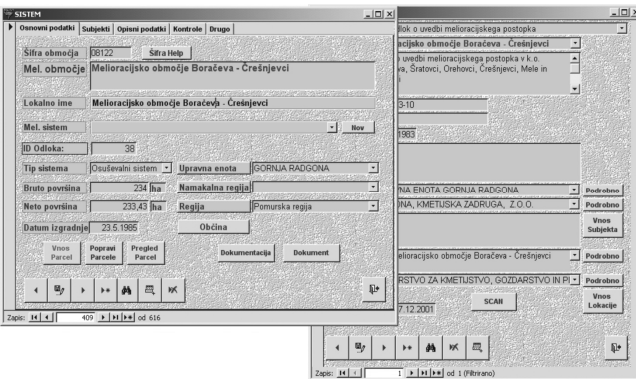 SISTEM
Osnovni podatki Subjekti Opisni podatki Kontrole Drugo
Šifra območja 08122 Šifra Help
Mel. območje Melioracijsko območje Boračeva - Črešnjevci
Lokalno ime Melioracijsko območje Boračeva - Črešnjevci
Mel. sistem Nov
ID Odloka: 38
Tip sistema Osuševalni sistem Upravna enota GORNJA RADGONA
Bruto površina 234 ha Namakalna regija
Neto površina 233,43 ha Regija Pomurska regija
Datum izgradnje 23.5.1985 Občina
Vnos Parcel Popravi Parcele Pregled Parcel Dokumentacija Dokument
Zapis: 409 od 616
dlok o uvedbi melioracijskega postopka
acijsko območje Boračeva - Črešnjevci
o uvedbi melioracijskega postopka v k.o.
va, Šratovci, Orehovci, Črešnjevci, Mele in
3-10
1983
NA ENOTA GORNJA RADGONA Podrobno
ONA, KMETIJSKA ZADRUGA, Z.O.O. Podrobno
Vnos Subjekta
elioracijsko območje Boračeva - Črešnjevci Podrobno
RSTVO ZA KMETIJSTVO, GOZDARSTVO IN P Podrobno
7.12.2001 SCAN Vnos Lokacije
Zapis: 1 od 1 (Filtrirano)